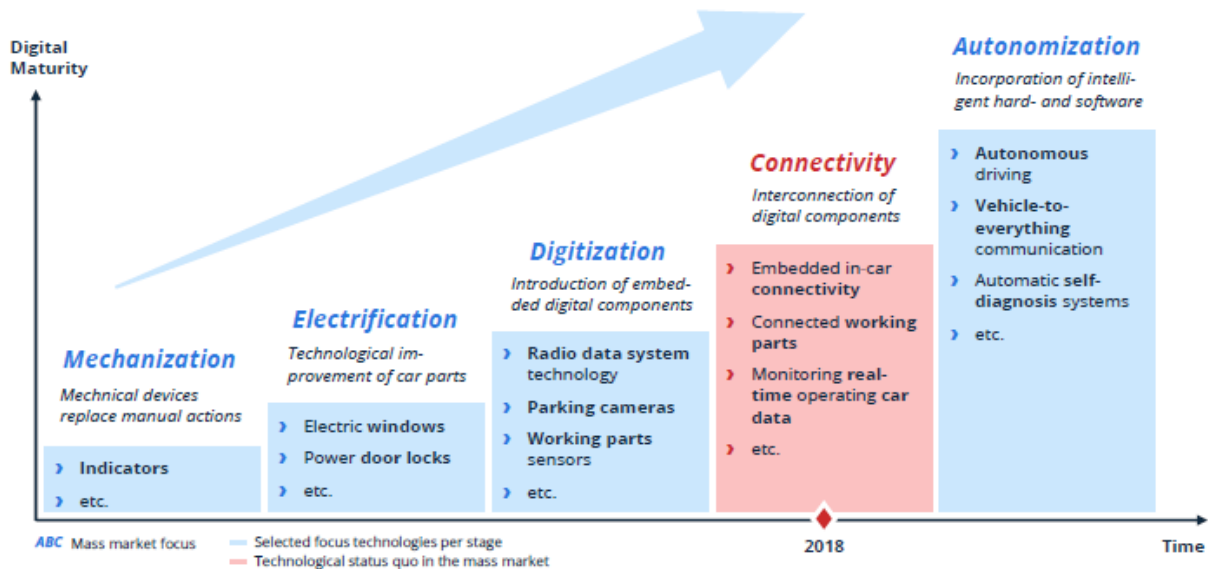 Digital
Maturity
Autonomization
Incorporation of intelli-
gent hard- and software
› Autonomous
driving
› Vehicle-to-
everything
communication
› Automatic self-
diagnosis systems
› etc.
Connectivity
Interconnection of
digital components
› Embedded in-car
connectivity
› Connected working
parts
› Monitoring real-
time operating car
data
› etc.
Digitization
Introduction of embed-
ded digital components
› Radio data system
technology
› Parking cameras
› Working parts
sensors
› etc.
Electrification
Technological im-
provement of car parts
› Electric windows
› Power door locks
› etc.
Mechanization
Mechnical devices
replace manual actions
› Indicators
› etc.
ABC Mass market focus
Selected focus technologies per stage
Technological status quo in the mass market
2018
Time